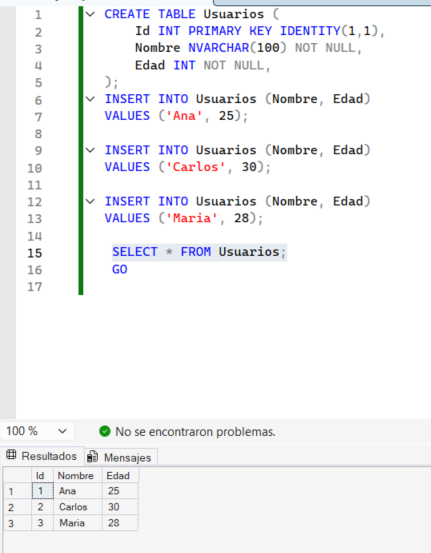 1 CREATE TABLE Usuarios (
2 Id INT PRIMARY KEY IDENTITY(1,1),
3 Nombre NVARCHAR(100) NOT NULL,
4 Edad INT NOT NULL,
5 );
6 INSERT INTO Usuarios (Nombre, Edad)
7 VALUES ('Ana', 25);
8
9 INSERT INTO Usuarios (Nombre, Edad)
10 VALUES ('Carlos', 30);
11
12 INSERT INTO Usuarios (Nombre, Edad)
13 VALUES ('Maria', 28);
14
15 SELECT * FROM Usuarios;
16 GO
17
100 % No se encontraron problemas.
Resultados Mensajes
Id Nombre Edad
1 1 Ana 25
2 2 Carlos 30
3 3 Maria 28